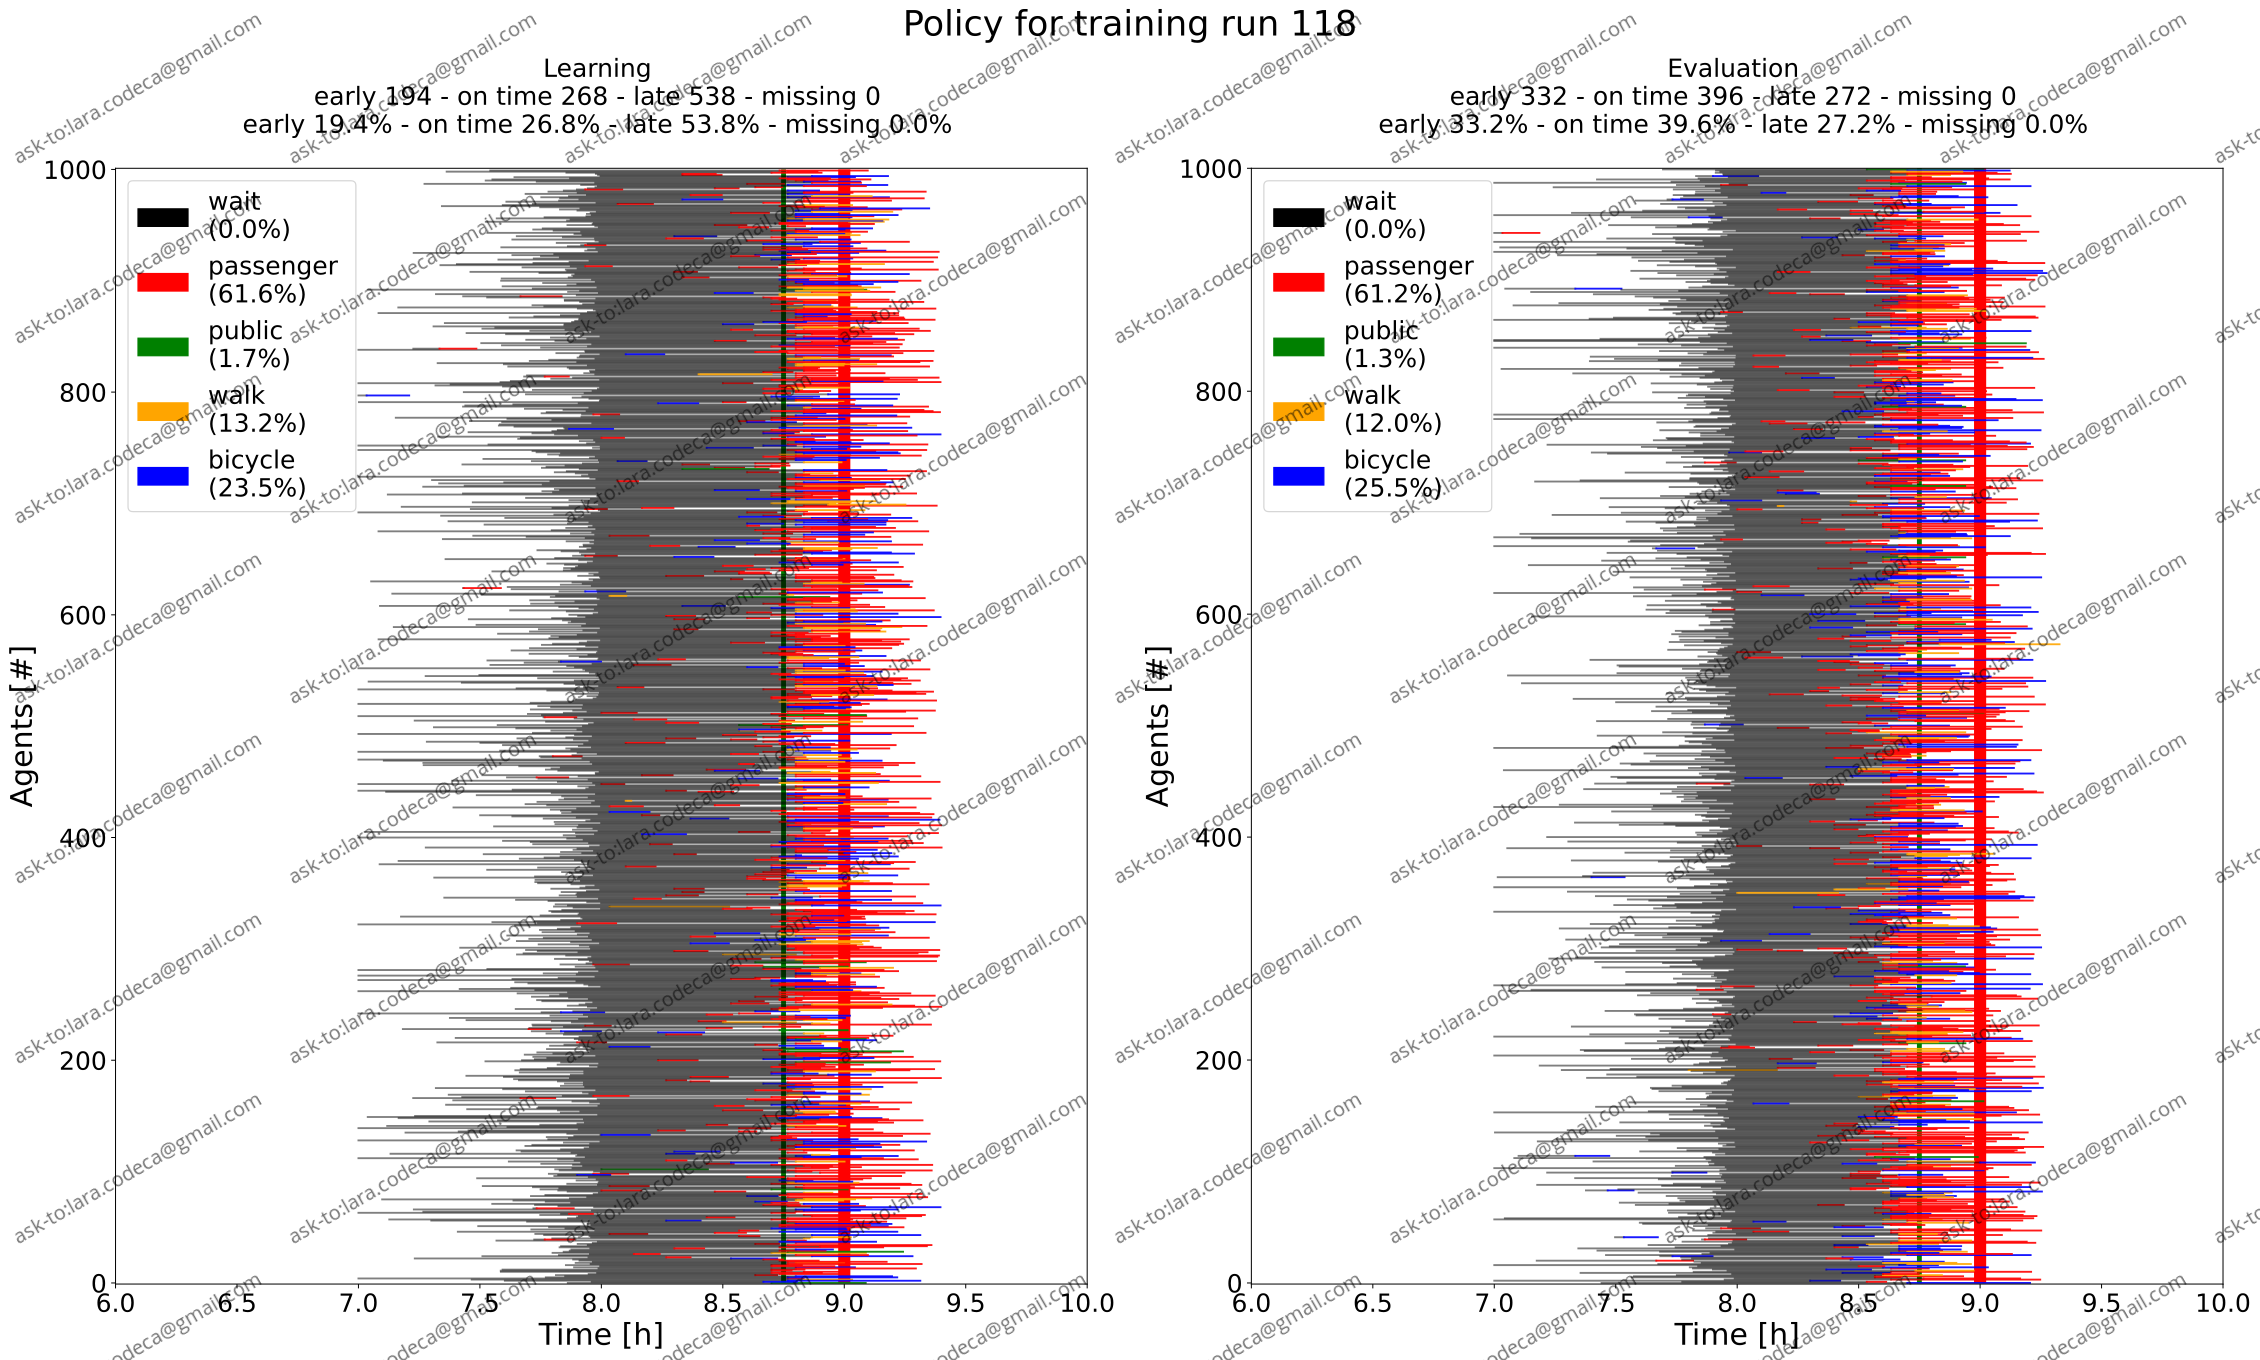 Policy for training run 118
Learning
early 194 - on time 268 - late 538 - missing 0
early 19.4% - on time 26.8% - late 53.8% - missing 0.0%
1000
800
600
400
200
0
Agents [#]
wait
(0.0%)
passenger
(61.6%)
public
(1.7%)
walk
(13.2%)
bicycle
(23.5%)
6.0 6.5 7.0 7.5 8.0 8.5 9.0 9.5 10.0
Time [h]
Evaluation
early 332 - on time 396 - late 272 - missing 0
early 33.2% - on time 39.6% - late 27.2% - missing 0.0%
1000
800
600
400
200
0
Agents [#]
wait
(0.0%)
passenger
(61.2%)
public
(1.3%)
walk
(12.0%)
bicycle
(25.5%)
6.0 6.5 7.0 7.5 8.0 8.5 9.0 9.5 10.0
Time [h]
ask-to:lara.codeca@gmail.com